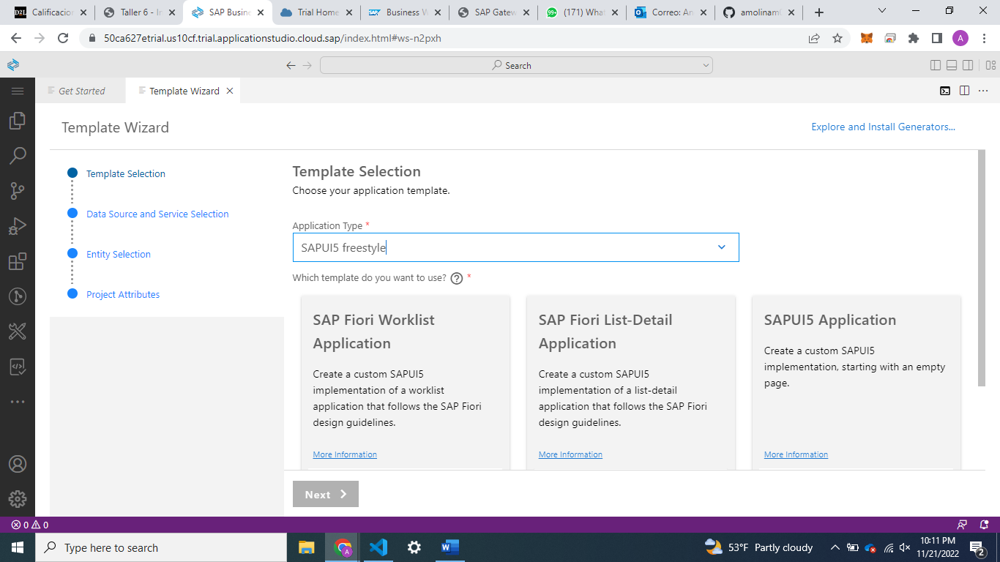 D2L Calificacion
Taller 6 - In
SAP Busine
Trial Home
SAP Business W
SAP Gatew
99+ (171) What
Correo: An
amolinam0
50ca627etrial.us10cf.trial.applicationstudio.cloud.sap/index.html#ws-n2pxh
A
Search
Get Started
Template Wizard
Template Wizard
Explore and Install Generators...
Template Selection
Data Source and Service Selection
Entity Selection
Project Attributes
Template Selection
Choose your application template.
Application Type *
SAPUI5 freestyle
Which template do you want to use? ? *
SAP Fiori Worklist
Application
Create a custom SAPUI5
implementation of a worklist
application that follows the SAP Fiori
design guidelines.
More Information
SAP Fiori List-Detail
Application
Create a custom SAPUI5
implementation of a list-detail
application that follows the SAP Fiori
design guidelines.
More Information
SAPUI5 Application
Create a custom SAPUI5
implementation, starting with an empty
page.
More Information
Next
0 0
Type here to search
A
W
53°F Partly cloudy
10:11 PM
11/21/2022
2